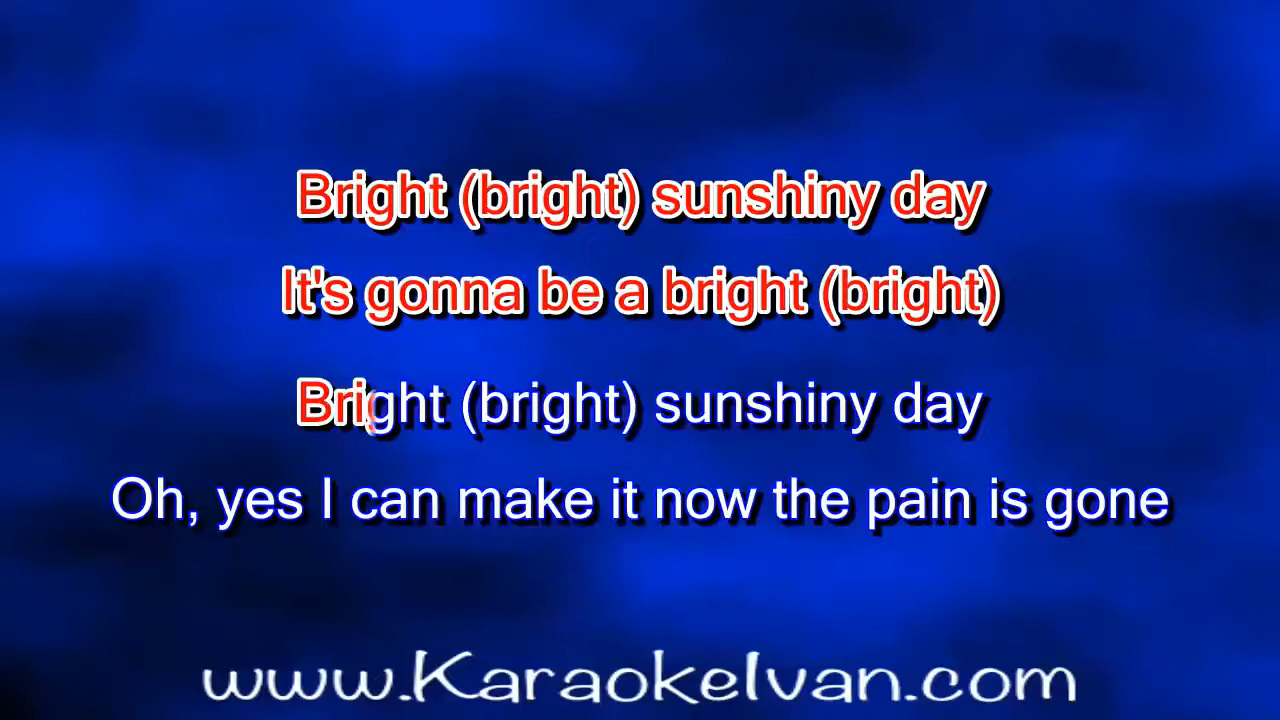 Bright (bright) sunshiny day
It's gonna be a bright (bright)
Bright (bright) sunshiny day
Oh, yes I can make it now the pain is gone
www.KaraokeIvan.com